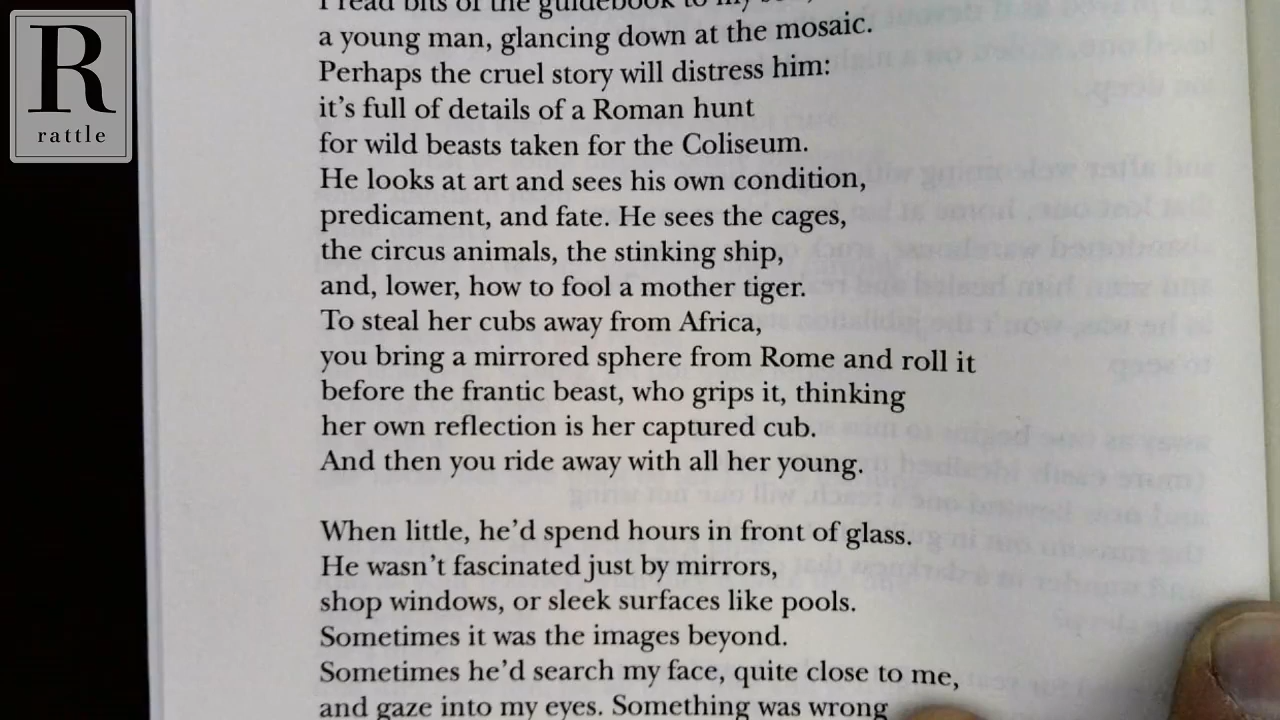 R
rattle
I read bits of the guidebook to my
a young man, glancing down at the mosaic.
Perhaps the cruel story will distress him:
it's full of details of a Roman hunt
for wild beasts taken for the Coliseum.
He looks at art and sees his own condition,
predicament, and fate. He sees the cages,
the circus animals, the stinking ship,
and, lower, how to fool a mother tiger.
To steal her cubs away from Africa,
you bring a mirrored sphere from Rome and roll it
before the frantic beast, who grips it, thinking
her own reflection is her captured cub.
And then you ride away with all her young.
When little, he'd spend hours in front of glass.
He wasn't fascinated just by mirrors,
shop windows, or sleek surfaces like pools.
Sometimes it was the images beyond.
Sometimes he'd search my face, quite close to me,
and gaze into my eyes. Something was wrong